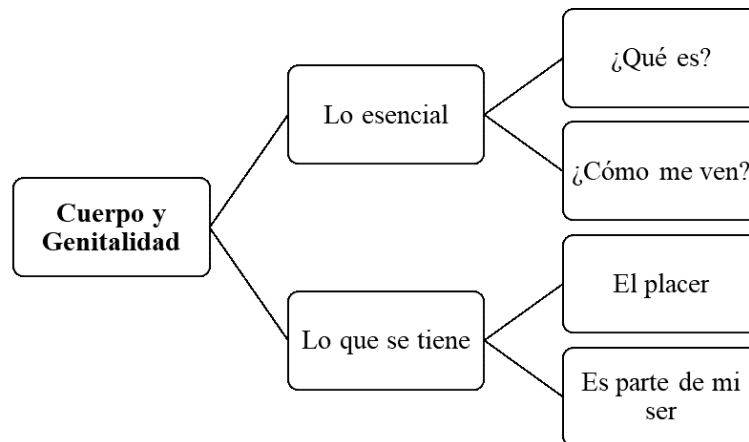 Cuerpo y
Genitalidad
Lo esencial
¿Qué es?
¿Cómo me ven?
Lo que se tiene
El placer
Es parte de mi
ser